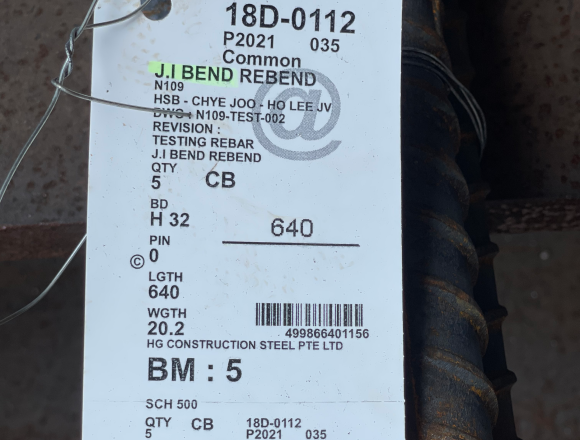 18D-0112
P2021 035
Common
J.I BEND REBEND
N109
HSB - CHYE JOO - HO LEE JV
DWG : N109-TEST-002
REVISION :
TESTING REBAR
J.I BEND REBEND
QTY
5 CB
BD
H 32
640
PIN
© 0
LGTH
640
WGTH
20.2
499866401156
HG CONSTRUCTION STEEL PTE LTD
BM : 5
SCH 500
QTY CB 18D-0112
5 P2021 035
@